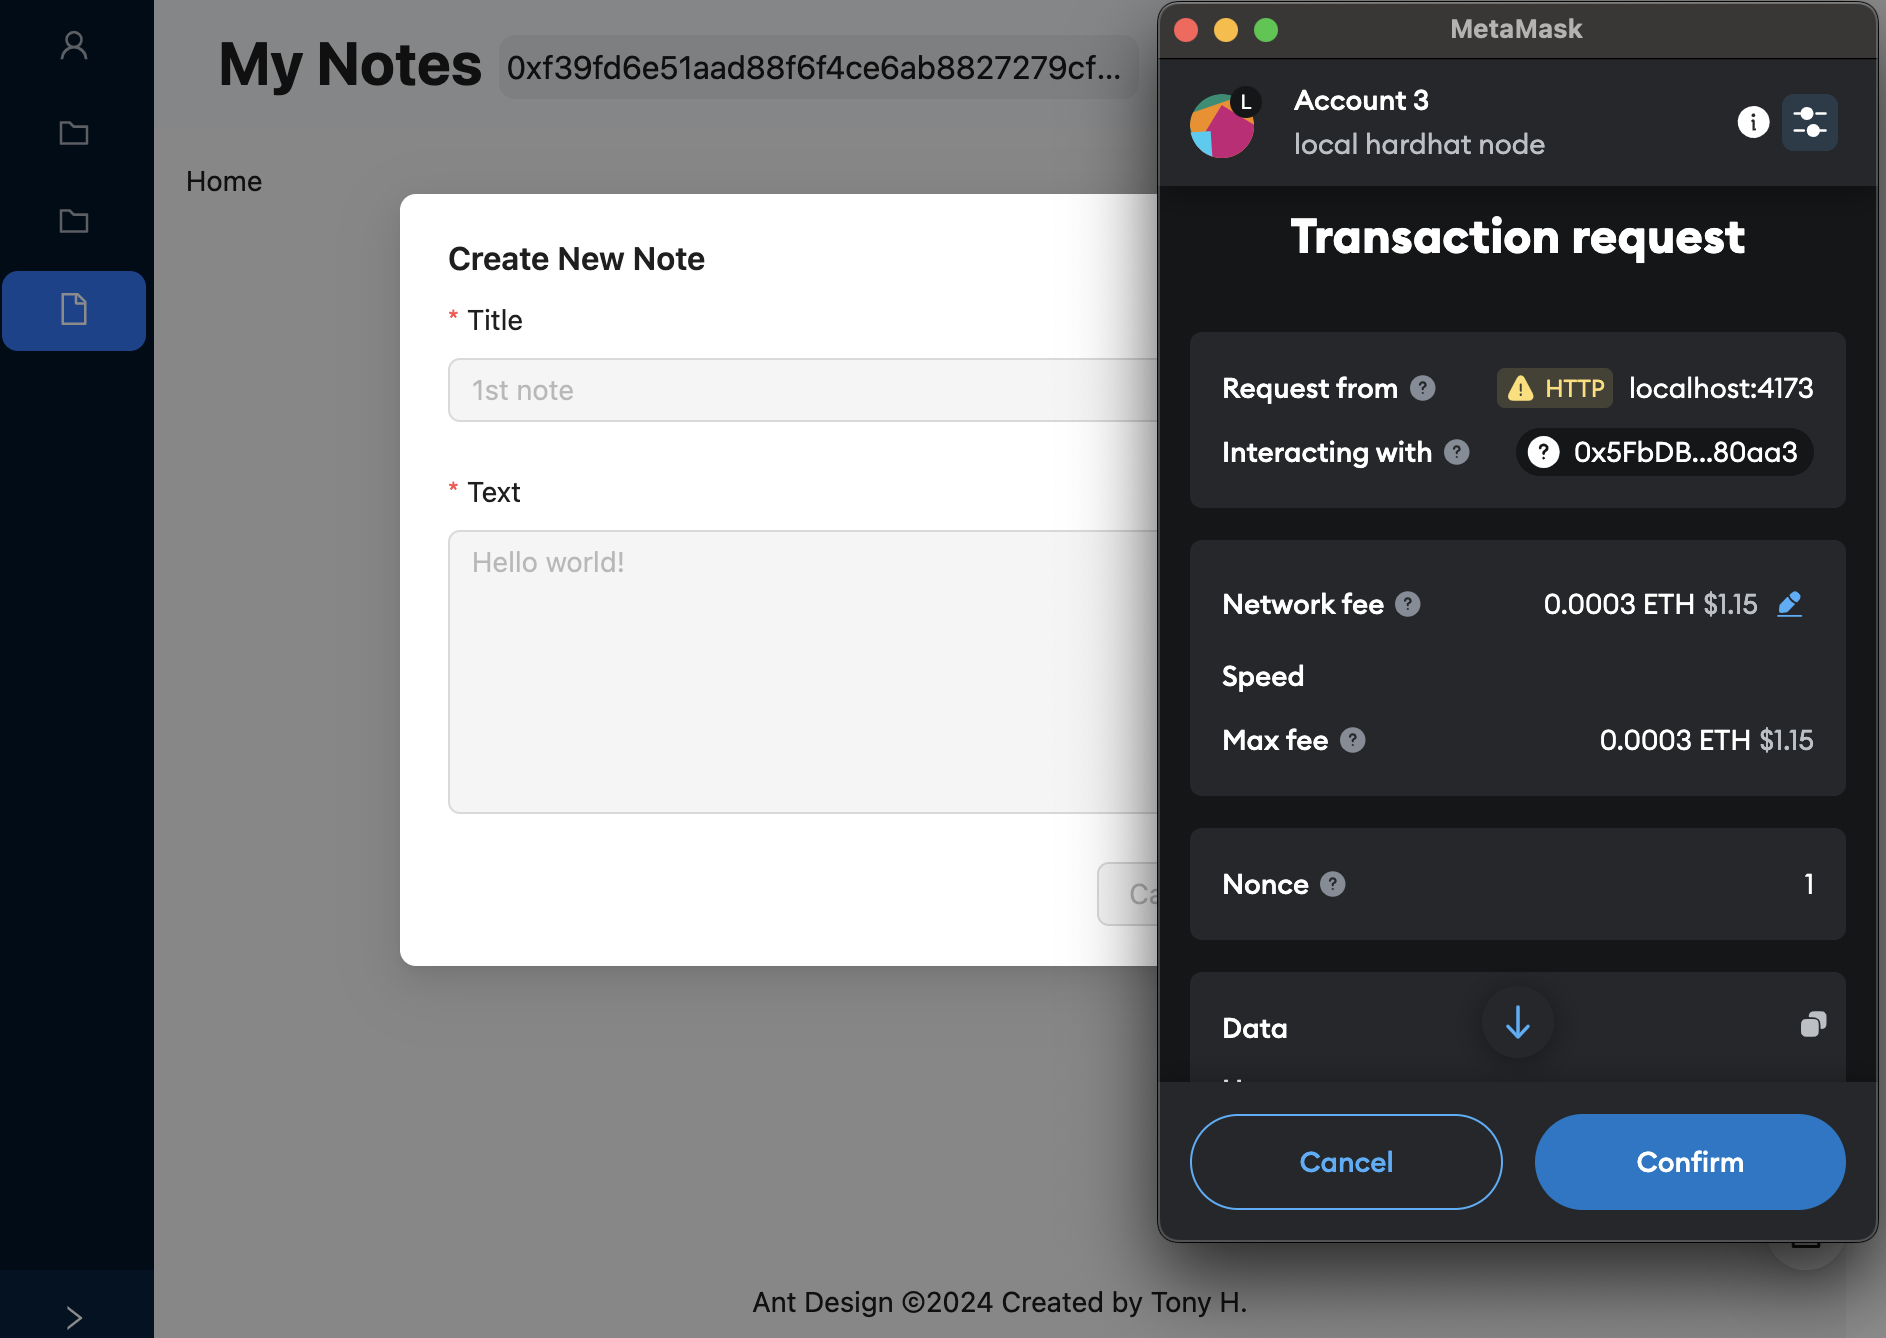 My Notes
0xf39fd6e51aad88f6f4ce6ab8827279cf...
Home
Create New Note
* Title
1st note
* Text
Hello world!
Ant Design ©2024 Created by Tony H.
MetaMask
L
Account 3
local hardhat node
Transaction request
Request from
HTTP localhost:4173
Interacting with
0x5FbDB...80aa3
Network fee
0.0003 ETH $1.15
Speed
Max fee
0.0003 ETH $1.15
Nonce
1
Data
Cancel
Confirm